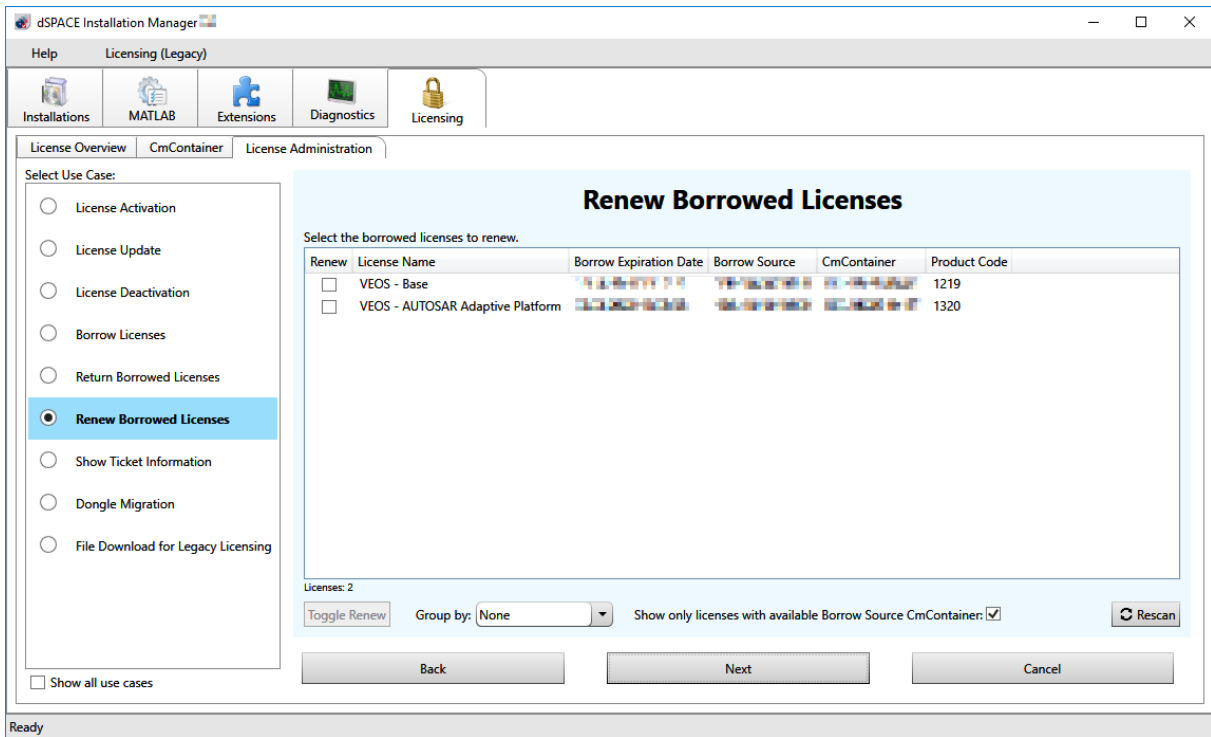 dSPACE Installation Manager
Help Licensing (Legacy)
Installations MATLAB Extensions Diagnostics Licensing
License Overview CmContainer License Administration
Select Use Case:
License Activation
License Update
License Deactivation
Borrow Licenses
Return Borrowed Licenses
Renew Borrowed Licenses
Show Ticket Information
Dongle Migration
File Download for Legacy Licensing
Show all use cases
Renew Borrowed Licenses
Select the borrowed licenses to renew.
Renew License Name Borrow Expiration Date Borrow Source CmContainer Product Code
VEOS - Base 1219
VEOS - AUTOSAR Adaptive Platform 1320
Licenses: 2
Toggle Renew Group by: None Show only licenses with available Borrow Source CmContainer: Rescan
Back Next Cancel
Ready